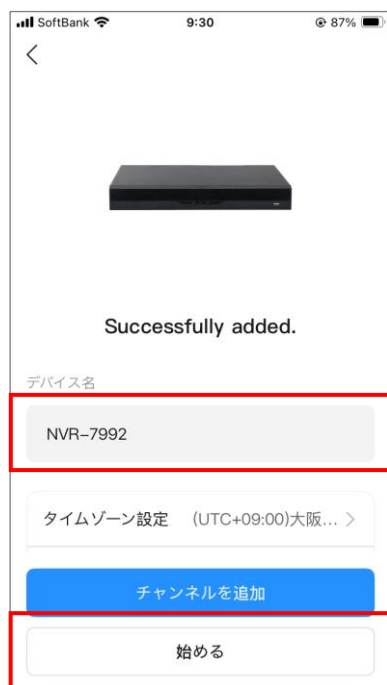 SoftBank 9:30 87%
Successfully added.
デバイス名
NVR-7992
タイムゾーン設定 (UTC+09:00)大阪... >
チャンネルを追加
始める